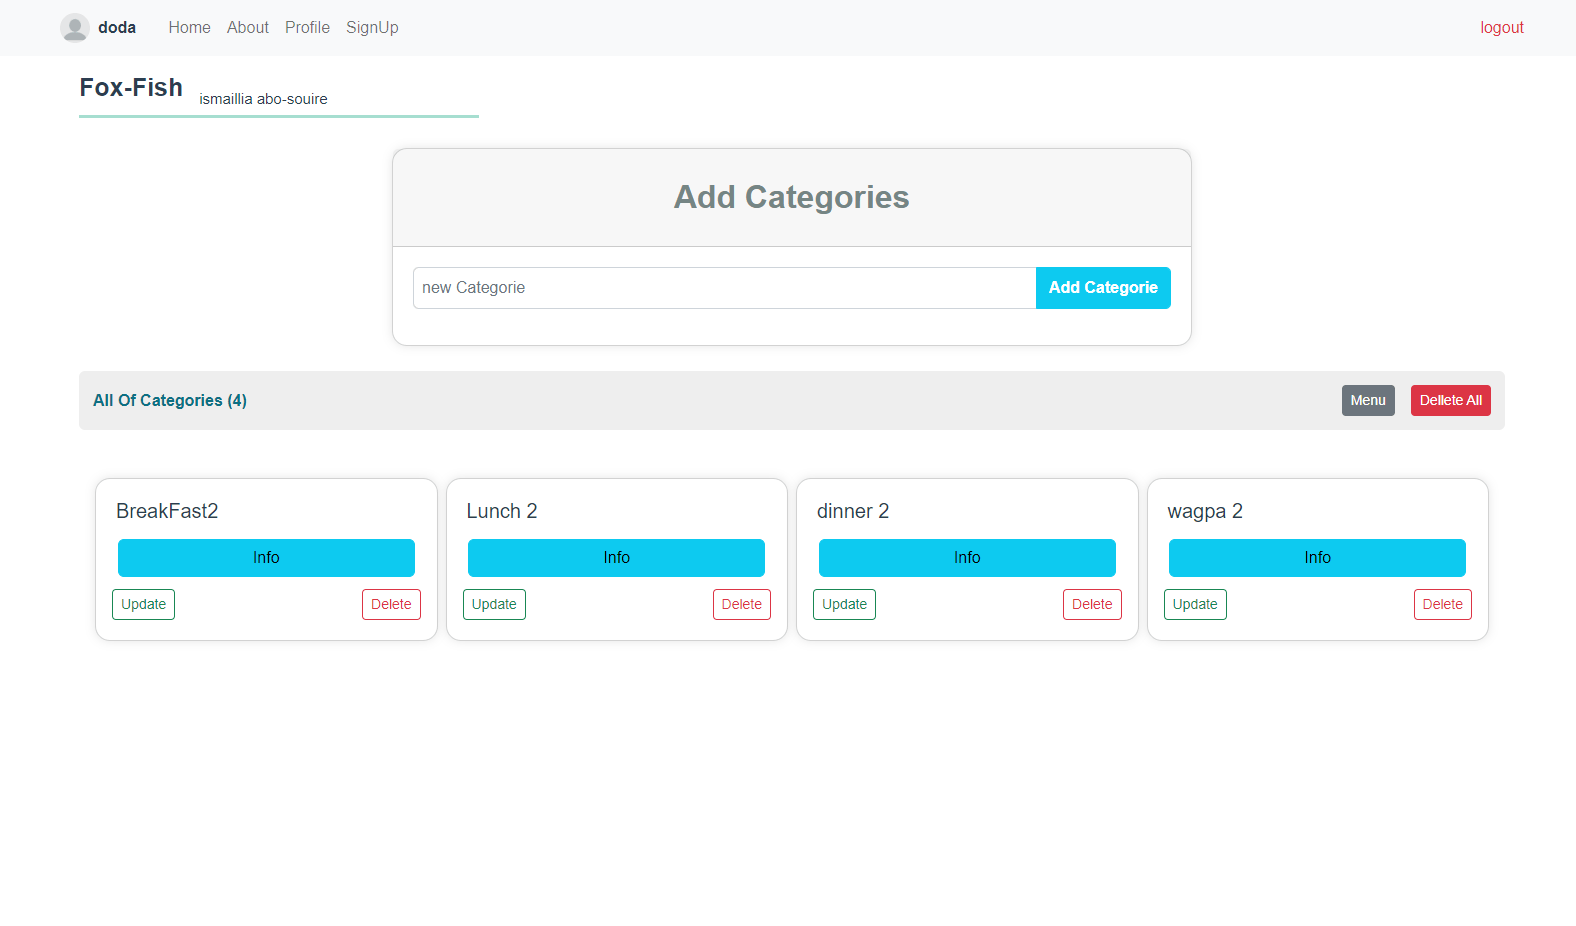 doda Home About Profile SignUp logout
Fox-Fish ismaillia abo-souire
Add Categories
new Categorie Add Categorie
All Of Categories (4) Menu Dellete All
BreakFast2 Lunch 2 dinner 2 wagpa 2
Info Info Info Info
Update Delete Update Delete Update Delete Update Delete